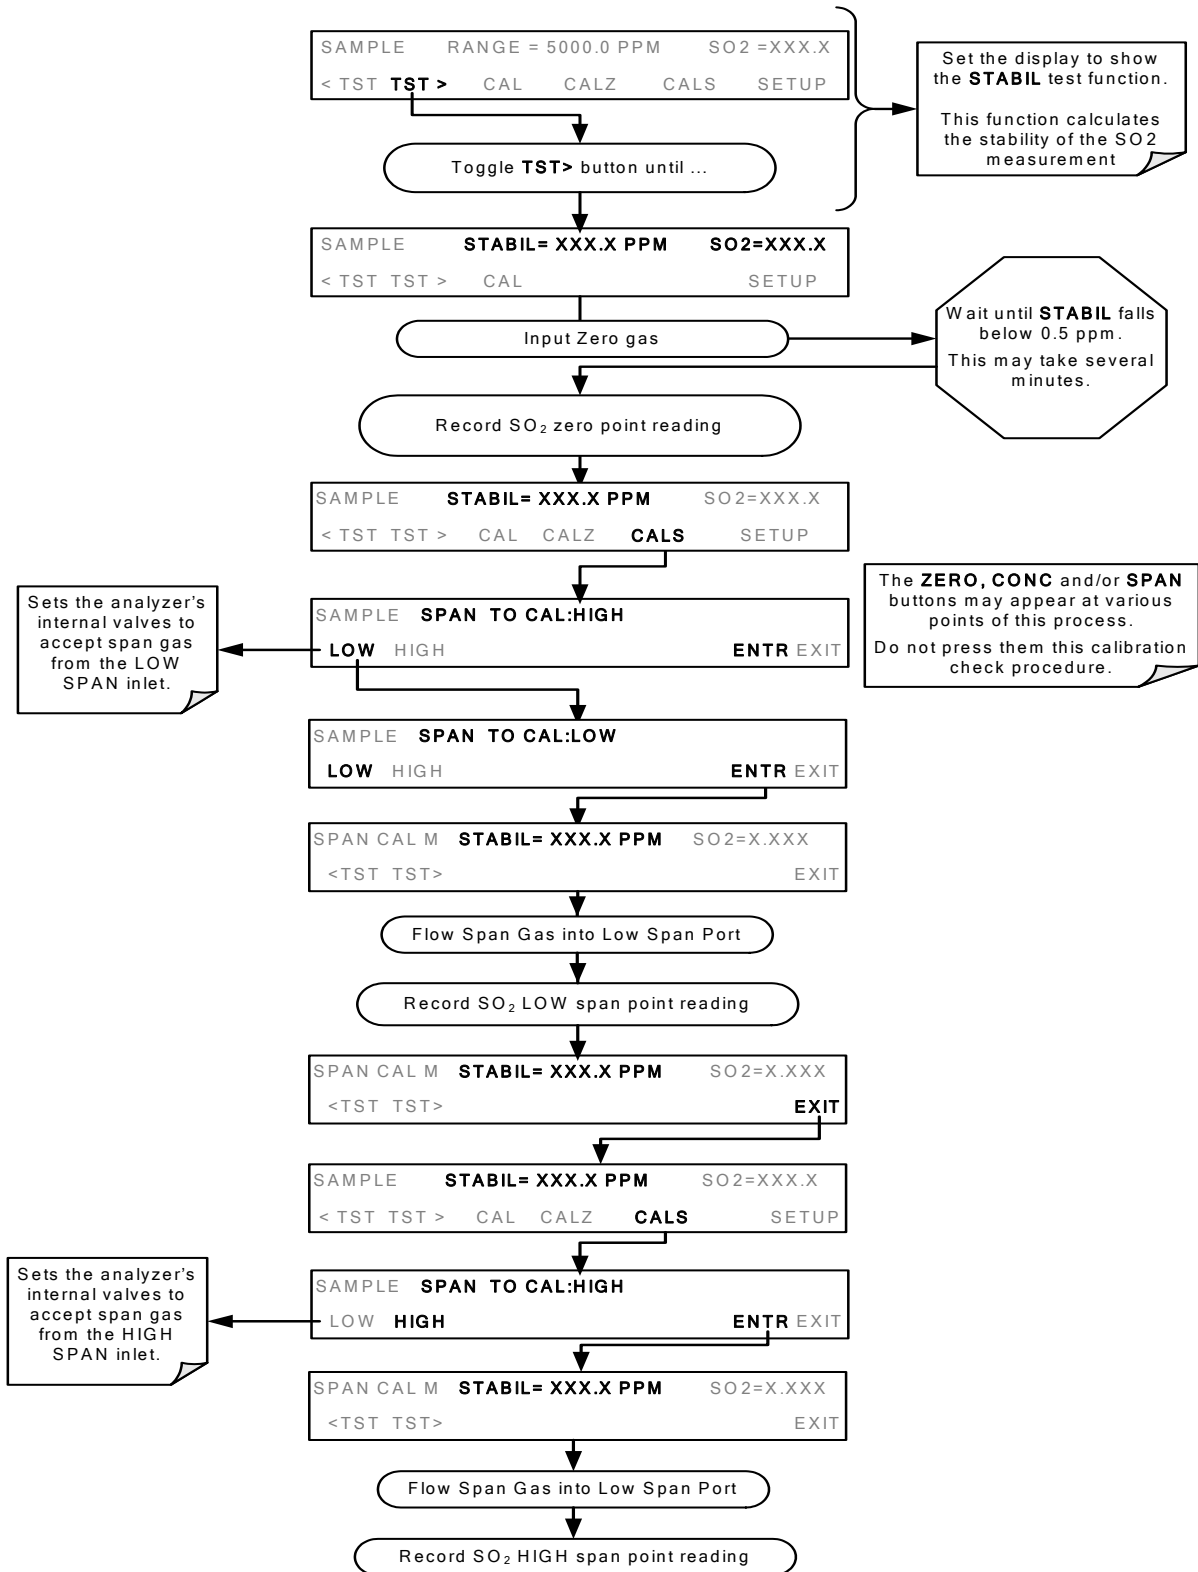 SAMPLE RANGE = 5000.0 PPM SO2 =XXX.X
< TST TST > CAL CALZ CALS SETUP
Set the display to show
the STABIL test function.
This function calculates
the stability of the SO2
measurement
Toggle TST> button until ...
SAMPLE STABIL= XXX.X PPM SO2=XXX.X
< TST TST > CAL SETUP
Input Zero gas
Wait until STABIL falls
below 0.5 ppm.
This may take several
minutes.
Record SO₂ zero point reading
SAMPLE STABIL= XXX.X PPM SO2=XXX.X
< TST TST > CAL CALZ CALS SETUP
The ZERO, CONC and/or SPAN
buttons may appear at various
points of this process.
Do not press them this calibration
check procedure.
Sets the analyzer's
internal valves to
accept span gas
from the LOW
SPAN inlet.
SAMPLE SPAN TO CAL:HIGH
LOW HIGH ENTR EXIT
SAMPLE SPAN TO CAL:LOW
LOW HIGH ENTR EXIT
SPAN CAL M STABIL= XXX.X PPM SO2=X.XXX
<TST TST> EXIT
Flow Span Gas into Low Span Port
Record SO₂ LOW span point reading
SPAN CAL M STABIL= XXX.X PPM SO2=X.XXX
<TST TST> EXIT
SAMPLE STABIL= XXX.X PPM SO2=XXX.X
< TST TST > CAL CALZ CALS SETUP
Sets the analyzer's
internal valves to
accept span gas
from the HIGH
SPAN inlet.
SAMPLE SPAN TO CAL:HIGH
LOW HIGH ENTR EXIT
SPAN CAL M STABIL= XXX.X PPM SO2=X.XXX
<TST TST> EXIT
Flow Span Gas into Low Span Port
Record SO₂ HIGH span point reading